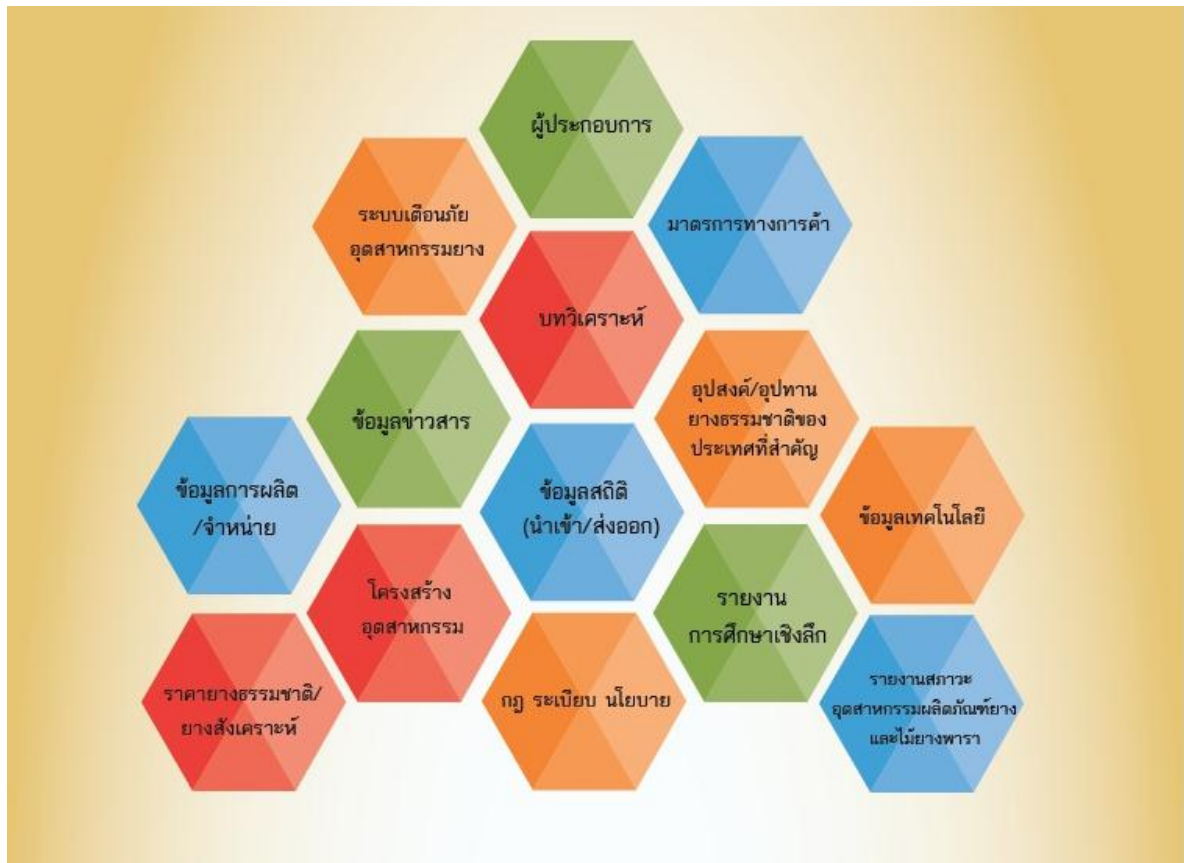 ผู้ประกอบการ
ระบบเตือนภัย
อุตสาหกรรมยาง
มาตรการทางการค้า
บทวิเคราะห์
ข้อมูลข่าวสาร
อุปสงค์/อุปทาน
ยางธรรมชาติของ
ประเทศที่สำคัญ
ข้อมูลการผลิต
/จำหน่าย
ข้อมูลสถิติ
(นำเข้า/ส่งออก)
ข้อมูลเทคโนโลยี
โครงสร้าง
อุตสาหกรรม
รายงาน
การศึกษาเชิงลึก
ราคายางธรรมชาติ/
ยางสังเคราะห์
กฎ ระเบียบ นโยบาย
รายงานสภาวะ
อุตสาหกรรมผลิตภัณฑ์ยาง
และไม้ยางพารา